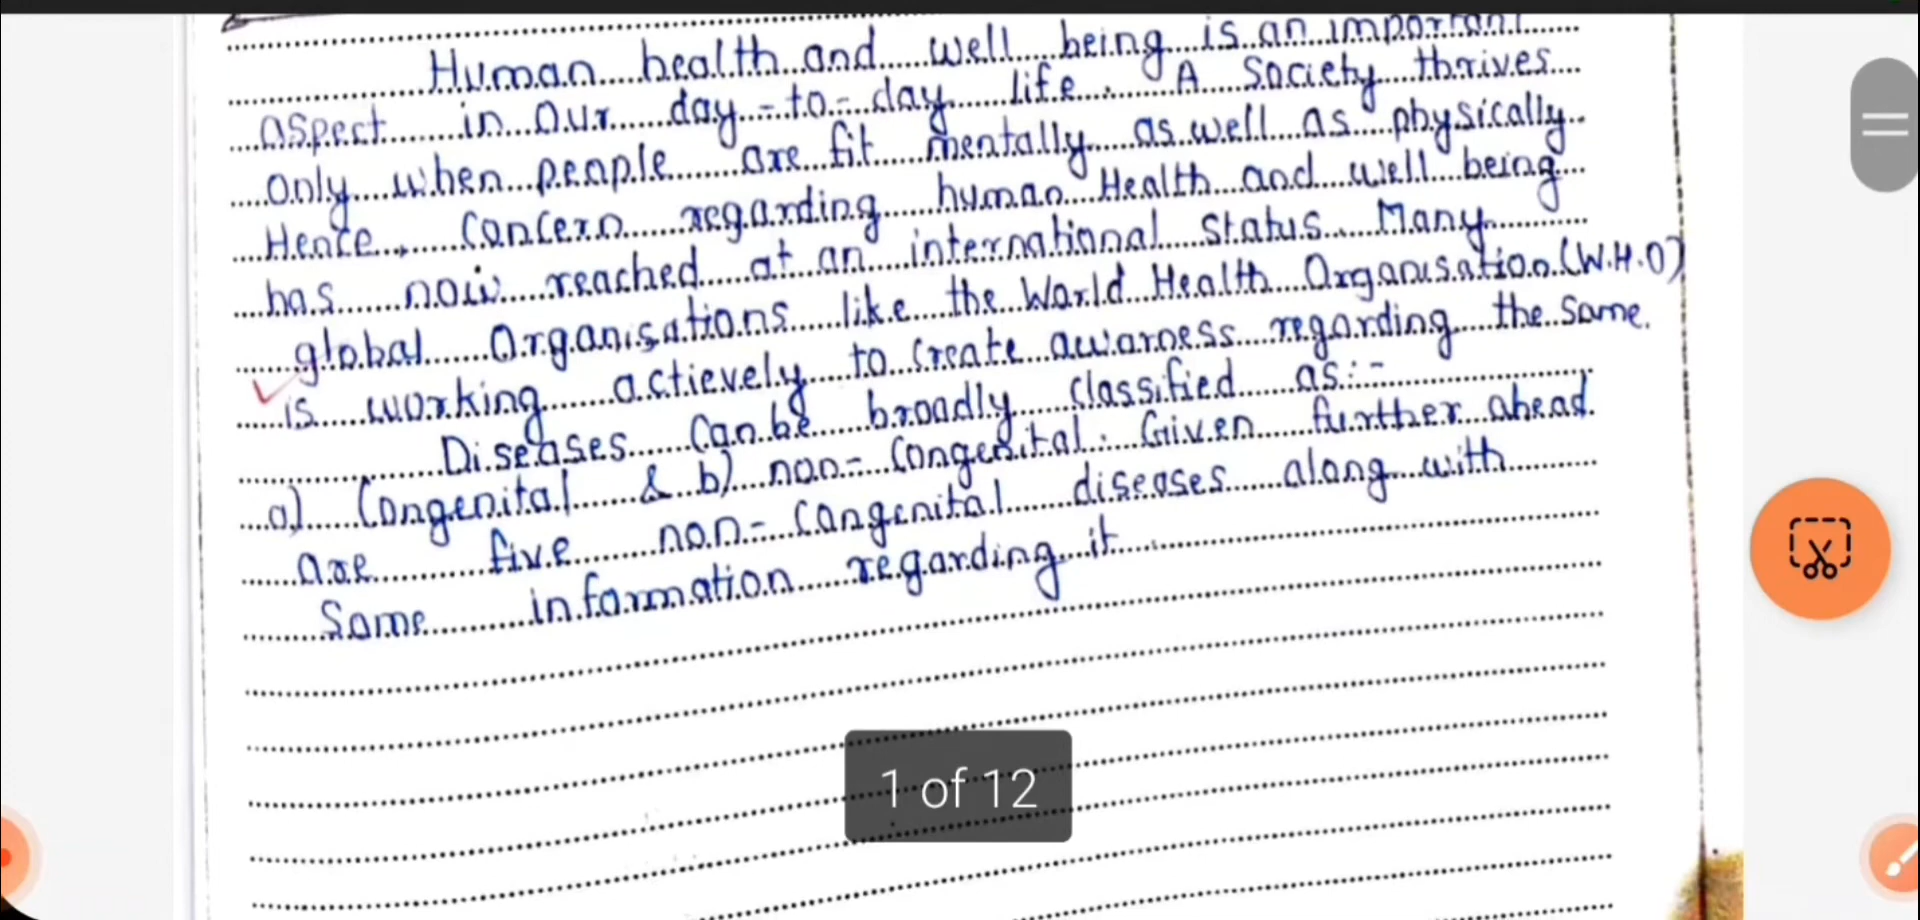 Human health and well being is an important
aspect in our day-to-day life. A Society thrives
only when people are fit mentally as well as physically.
Hence, Concern regarding human Health and well being
has now reached at an international status. Many
global Organisations like the World Health Organisation (W.H.O)
is working actievely to create awarness regarding the same.
Diseases can be broadly classified as:-
a) Congenital & b) non-Congenital. Given further ahead
are five non-Congenital diseases along with
Some information regarding it.
1 of 12